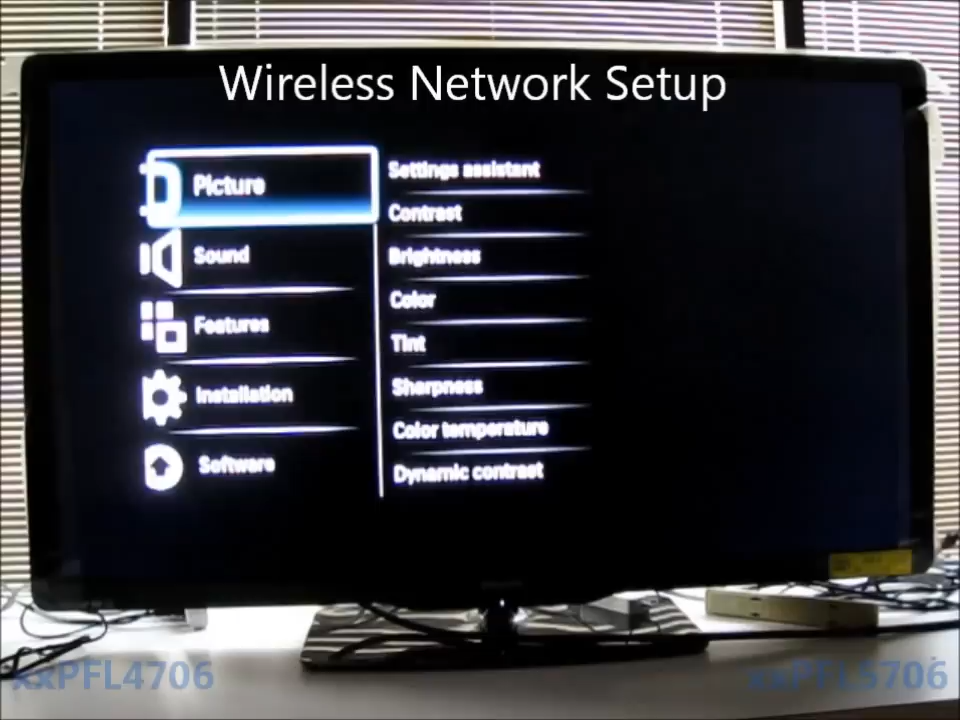 Wireless Network Setup
Picture
Sound
Features
Installation
Software
Settings assistant
Contrast
Brightness
Color
Tint
Sharpness
Color temperature
Dynamic contrast
xxPFL4706
xxPFL5706